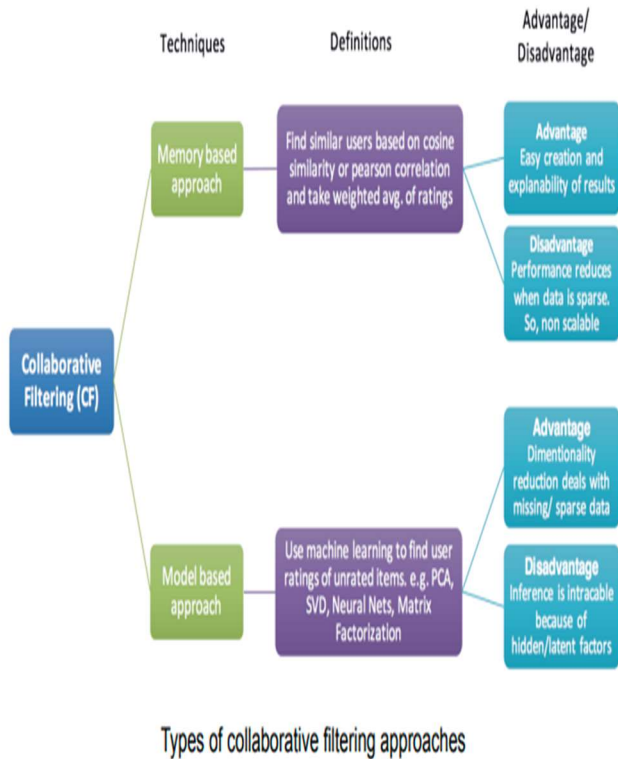 Techniques
Definitions
Advantage/
Disadvantage
Collaborative
Filtering (CF)
Memory based
approach
Find similar users based on cosine
similarity or pearson correlation
and take weighted avg. of ratings
Advantage
Easy creation and
explanability of results
Disadvantage
Performance reduces
when data is sparse.
So, non scalable
Model based
approach
Use machine learning to find user
ratings of unrated items. e.g. PCA,
SVD, Neural Nets, Matrix
Factorization
Advantage
Dimentionality
reduction deals with
missing/ sparse data
Disadvantage
Inference is intracable
because of
hidden/latent factors
Types of collaborative filtering approaches